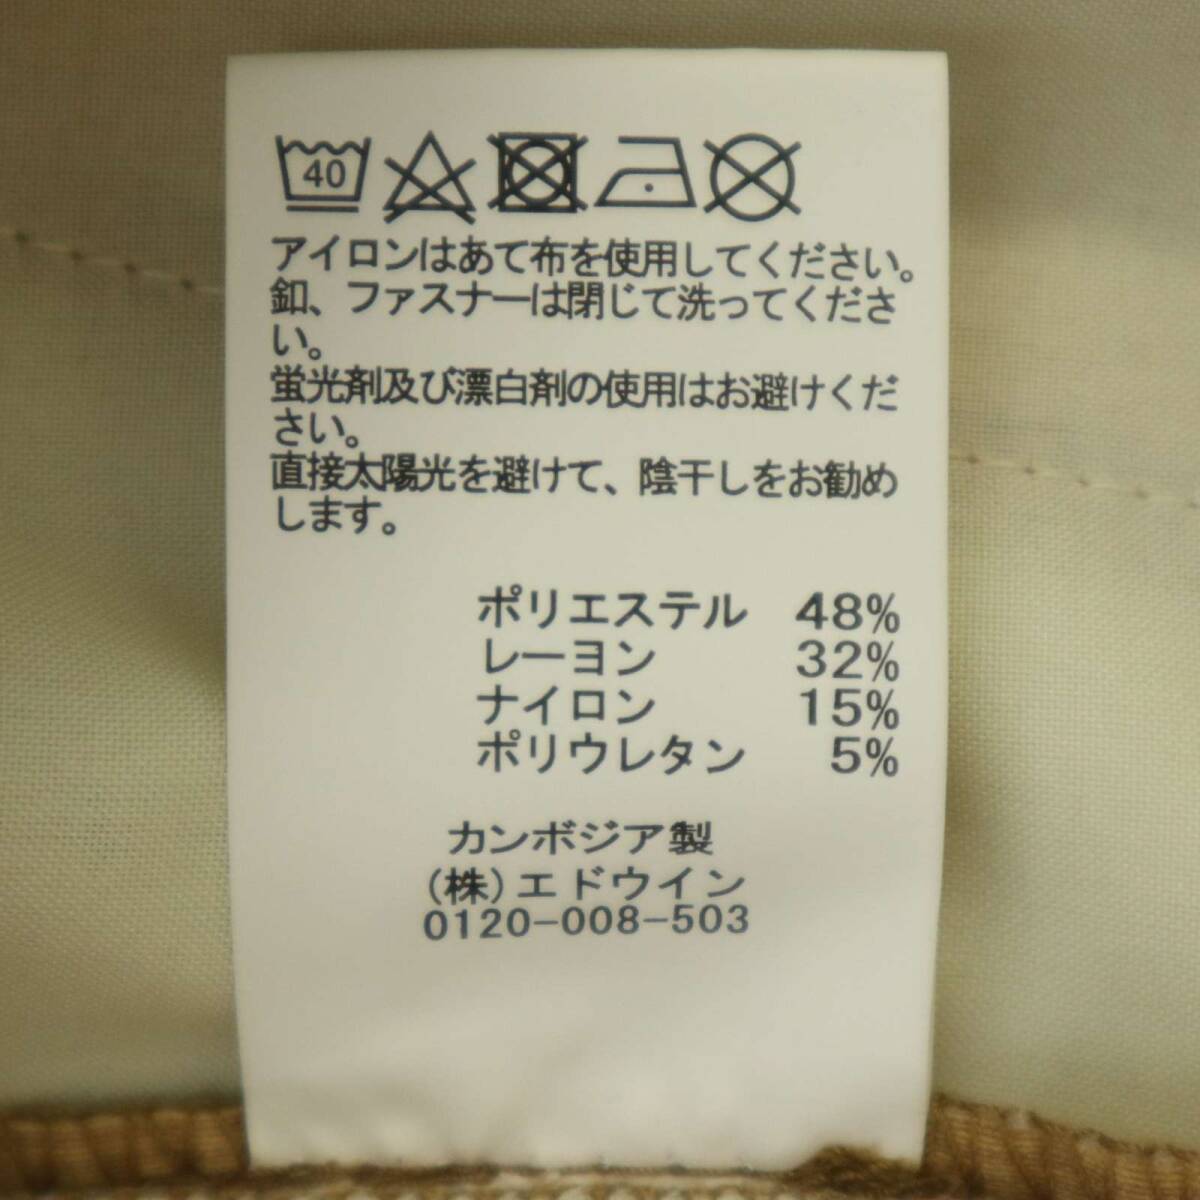 40
アイロンはあて布を使用してください。
釦、ファスナーは閉じて洗ってくださ
い。
蛍光剤及び漂白剤の使用はお避けくだ
さい。
直接太陽光を避けて、陰干しをお勧め
します。
ポリエステル 48%
レーヨン 32%
ナイロン 15%
ポリウレタン 5%
カンボジア製
(株)エドウイン
0120-008-503